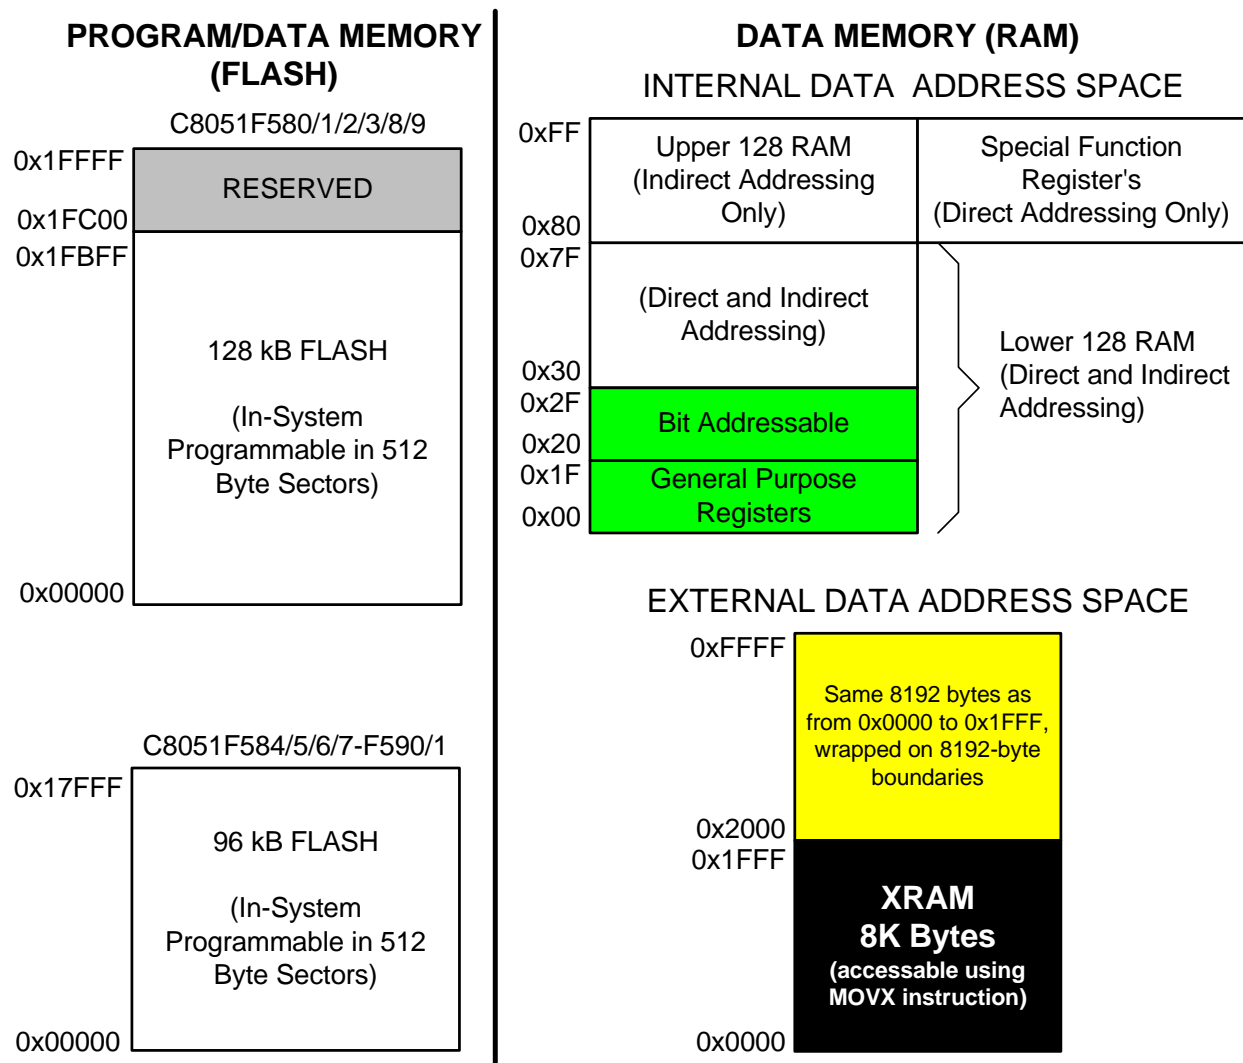 PROGRAM/DATA MEMORY
(FLASH)
C8051F580/1/2/3/8/9
0x1FFFF
RESERVED
0x1FC00
0x1FBFF
128 kB FLASH
(In-System
Programmable in 512
Byte Sectors)
0x00000
C8051F584/5/6/7-F590/1
0x17FFF
96 kB FLASH
(In-System
Programmable in 512
Byte Sectors)
0x00000
DATA MEMORY (RAM)
INTERNAL DATA ADDRESS SPACE
0xFF
Upper 128 RAM
(Indirect Addressing
Only)
0x80
Special Function
Register's
(Direct Addressing Only)
0x7F
(Direct and Indirect
Addressing)
0x30
Lower 128 RAM
(Direct and Indirect
Addressing)
0x2F
Bit Addressable
0x20
0x1F
General Purpose
Registers
0x00
EXTERNAL DATA ADDRESS SPACE
0xFFFF
Same 8192 bytes as
from 0x0000 to 0x1FFF,
wrapped on 8192-byte
boundaries
0x2000
0x1FFF
XRAM
8K Bytes
(accessable using
MOVX instruction)
0x0000